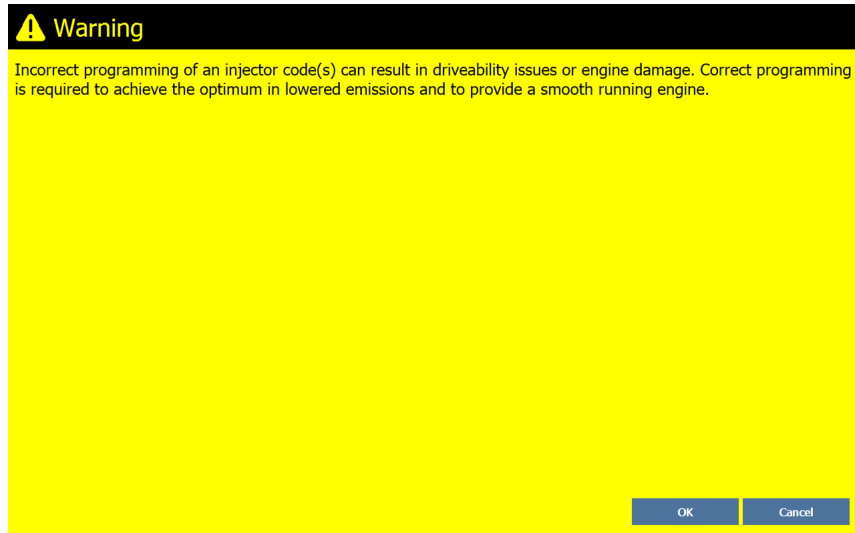 Warning
Incorrect programming of an injector code(s) can result in driveability issues or engine damage. Correct programming
is required to achieve the optimum in lowered emissions and to provide a smooth running engine.
OK Cancel